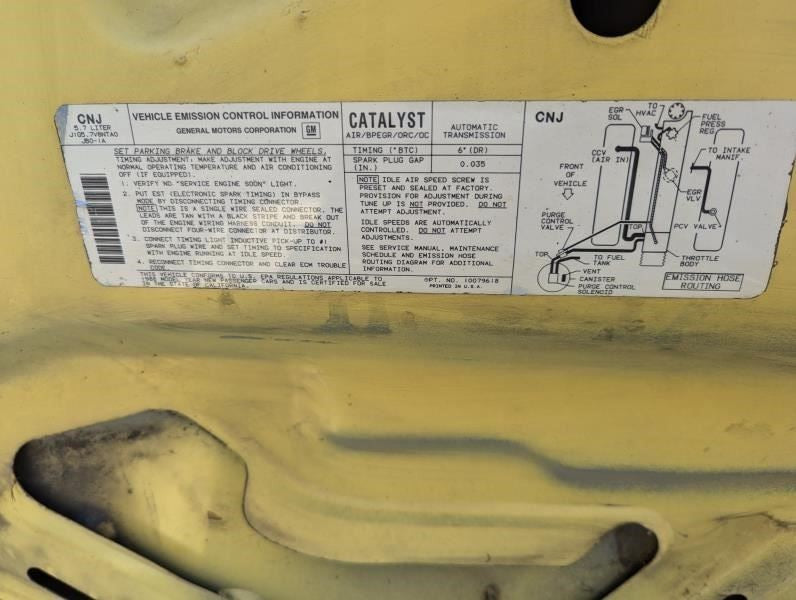 CNJ
5.7 LITER
J1G5.7V8NTA0
JB0-1A
VEHICLE EMISSION CONTROL INFORMATION
GENERAL MOTORS CORPORATION GM
CATALYST
AIR/BPEGR/ORC/OC
AUTOMATIC
TRANSMISSION
TIMING (°BTC) 6°(DR)
SPARK PLUG GAP
(IN.) 0.035
SET PARKING BRAKE AND BLOCK DRIVE WHEELS.
TIMING ADJUSTMENT: MAKE ADJUSTMENT WITH ENGINE AT
NORMAL OPERATING TEMPERATURE AND AIR CONDITIONING
OFF (IF EQUIPPED).
1. VERIFY NO "SERVICE ENGINE SOON" LIGHT.
2. PUT EST (ELECTRONIC SPARK TIMING) IN BYPASS
MODE BY DISCONNECTING TIMING CONNECTOR.
NOTE THIS IS A SINGLE WIRE SEALED CONNECTOR. THE
LEADS ARE TAN WITH A BLACK STRIPE AND BREAK OUT
OF THE ENGINE WIRING HARNESS CONDUIT. DO NOT
DISCONNECT FOUR-WIRE CONNECTOR AT DISTRIBUTOR.
3. CONNECT TIMING LIGHT INDUCTIVE PICK-UP TO #1
SPARK PLUG WIRE AND SET TIMING TO SPECIFICATION
WITH ENGINE RUNNING AT IDLE SPEED.
4. RECONNECT TIMING CONNECTOR AND CLEAR ECM TROUBLE
CODE.
THIS VEHICLE CONFORMS TO U.S. EPA REGULATIONS APPLICABLE TO
MODEL YEAR NEW PASSENGER CARS AND IS CERTIFIED FOR SALE
IN THE STATE OF CALIFORNIA.
NOTE IDLE AIR SPEED SCREW IS
PRESET AND SEALED AT FACTORY.
PROVISION FOR ADJUSTMENT DURING
TUNE UP IS NOT PROVIDED. DO NOT
ATTEMPT ADJUSTMENT.
IDLE SPEEDS ARE AUTOMATICALLY
CONTROLLED. DO NOT ATTEMPT
ADJUSTMENTS.
SEE SERVICE MANUAL, MAINTENANCE
SCHEDULE AND EMISSION HOSE
ROUTING DIAGRAM FOR ADDITIONAL
INFORMATION.
PT. NO. 10079618
PRINTED IN U.S.A.
CNJ
EGR
SOL
TO
HVAC
FUEL
PRESS
REG.
CCV
(AIR IN)
TO INTAKE
MANIF.
FRONT
OF
VEHICLE
EGR
VLV
PURGE
CONTROL
VALVE
TOP
PCV VALVE
TOP
TO FUEL
TANK
THROTTLE
BODY
VENT
CANISTER
PURGE CONTROL
SOLENOID
EMISSION HOSE
ROUTING